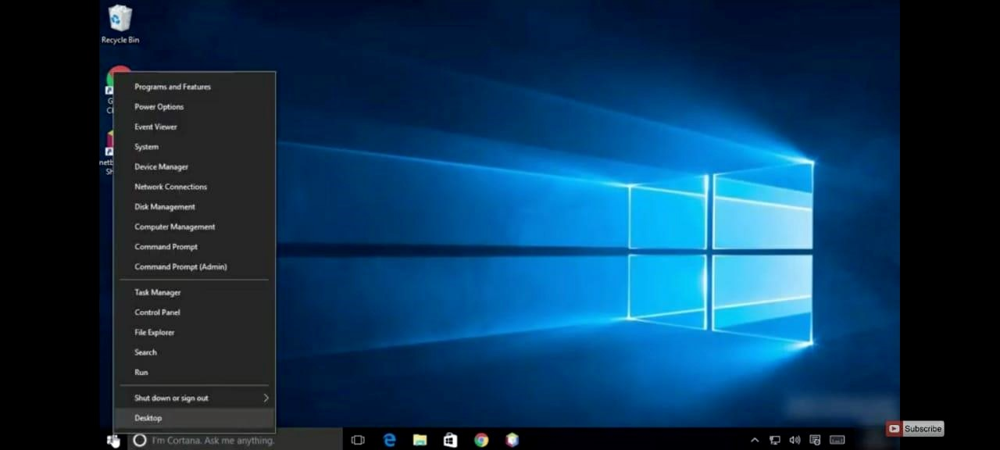 Recycle Bin
Programs and Features
Power Options
Event Viewer
System
Device Manager
Network Connections
Disk Management
Computer Management
Command Prompt
Command Prompt (Admin)
Task Manager
Control Panel
File Explorer
Search
Run
Shut down or sign out
Desktop
I'm Cortana. Ask me anything.
Subscribe